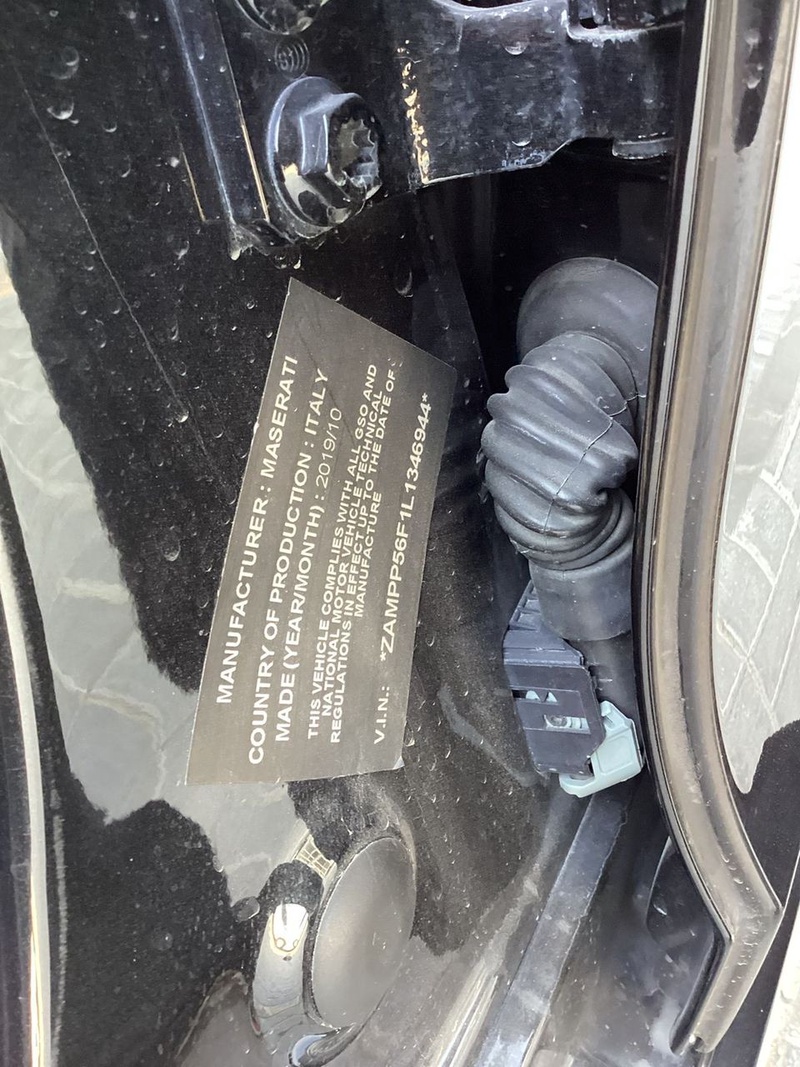 MANUFACTURER : MASERATI
COUNTRY OF PRODUCTION : ITALY
MADE (YEAR/MONTH) : 2019/10
THIS VEHICLE COMPLIES WITH ALL GSO AND
NATIONAL MOTOR VEHICLE TECHNICAL
REGULATIONS IN EFFECT UP TO THE DATE OF :
MANUFACTURE
V.I.N.: *ZAMPP56F1L1346944*